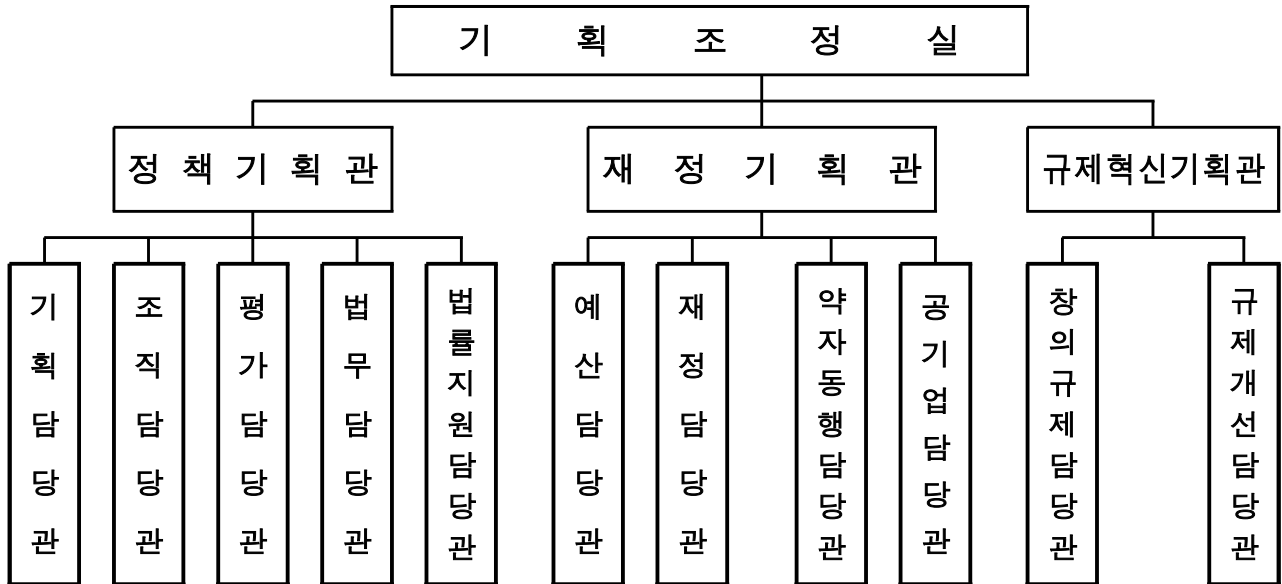 기획조정실
정책기획관
재정기획관
규제혁신기획관
기획담당관
조직담당관
평가담당관
법무담당관
법률지원담당관
예산담당관
재정담당관
약자동행담당관
공기업담당관
창의규제담당관
규제개선담당관